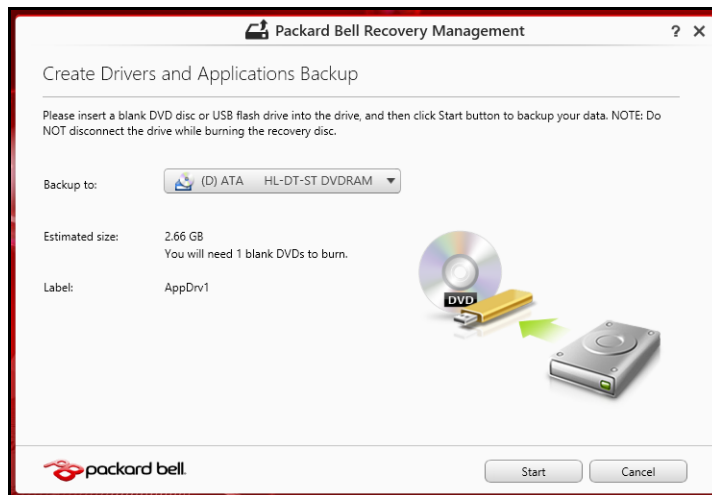 Packard Bell Recovery Management ? X
Create Drivers and Applications Backup
Please insert a blank DVD disc or USB flash drive into the drive, and then click Start button to backup your data. NOTE: Do
NOT disconnect the drive while burning the recovery disc.
Backup to: (D) ATA HL-DT-ST DVDRAM
Estimated size: 2.66 GB
You will need 1 blank DVDs to burn.
Label: AppDrv1
DVD
packard bell.
Start Cancel